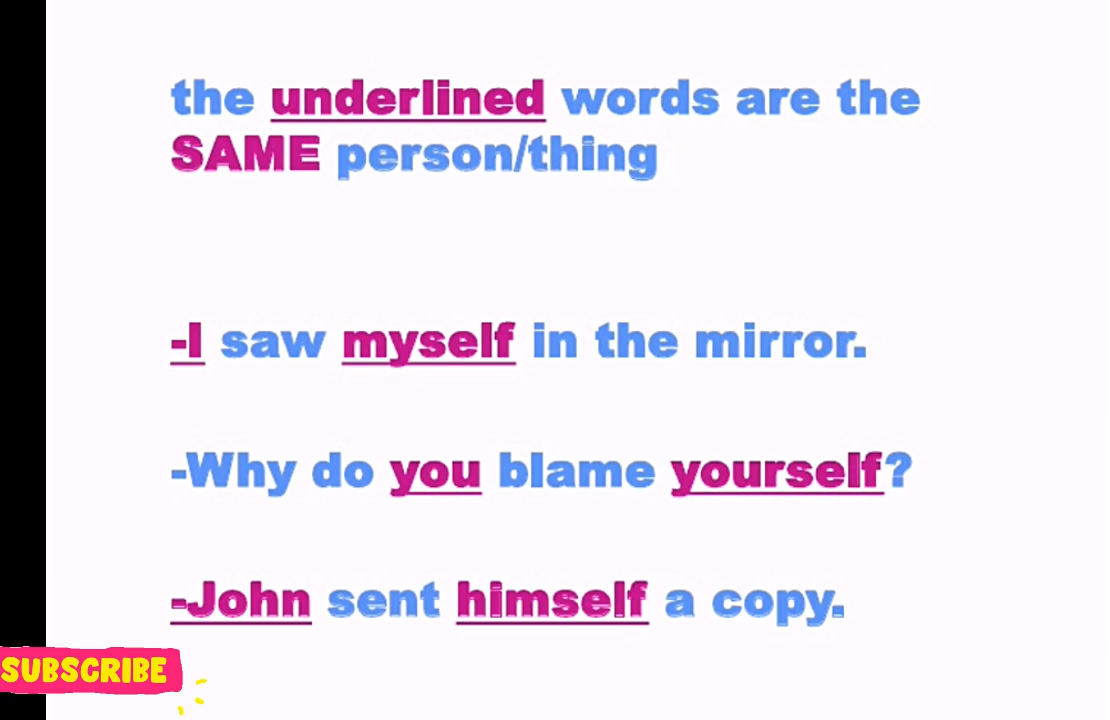 the underlined words are the
SAME person/thing
-I saw myself in the mirror.
-Why do you blame yourself?
-John sent himself a copy.
SUBSCRIBE